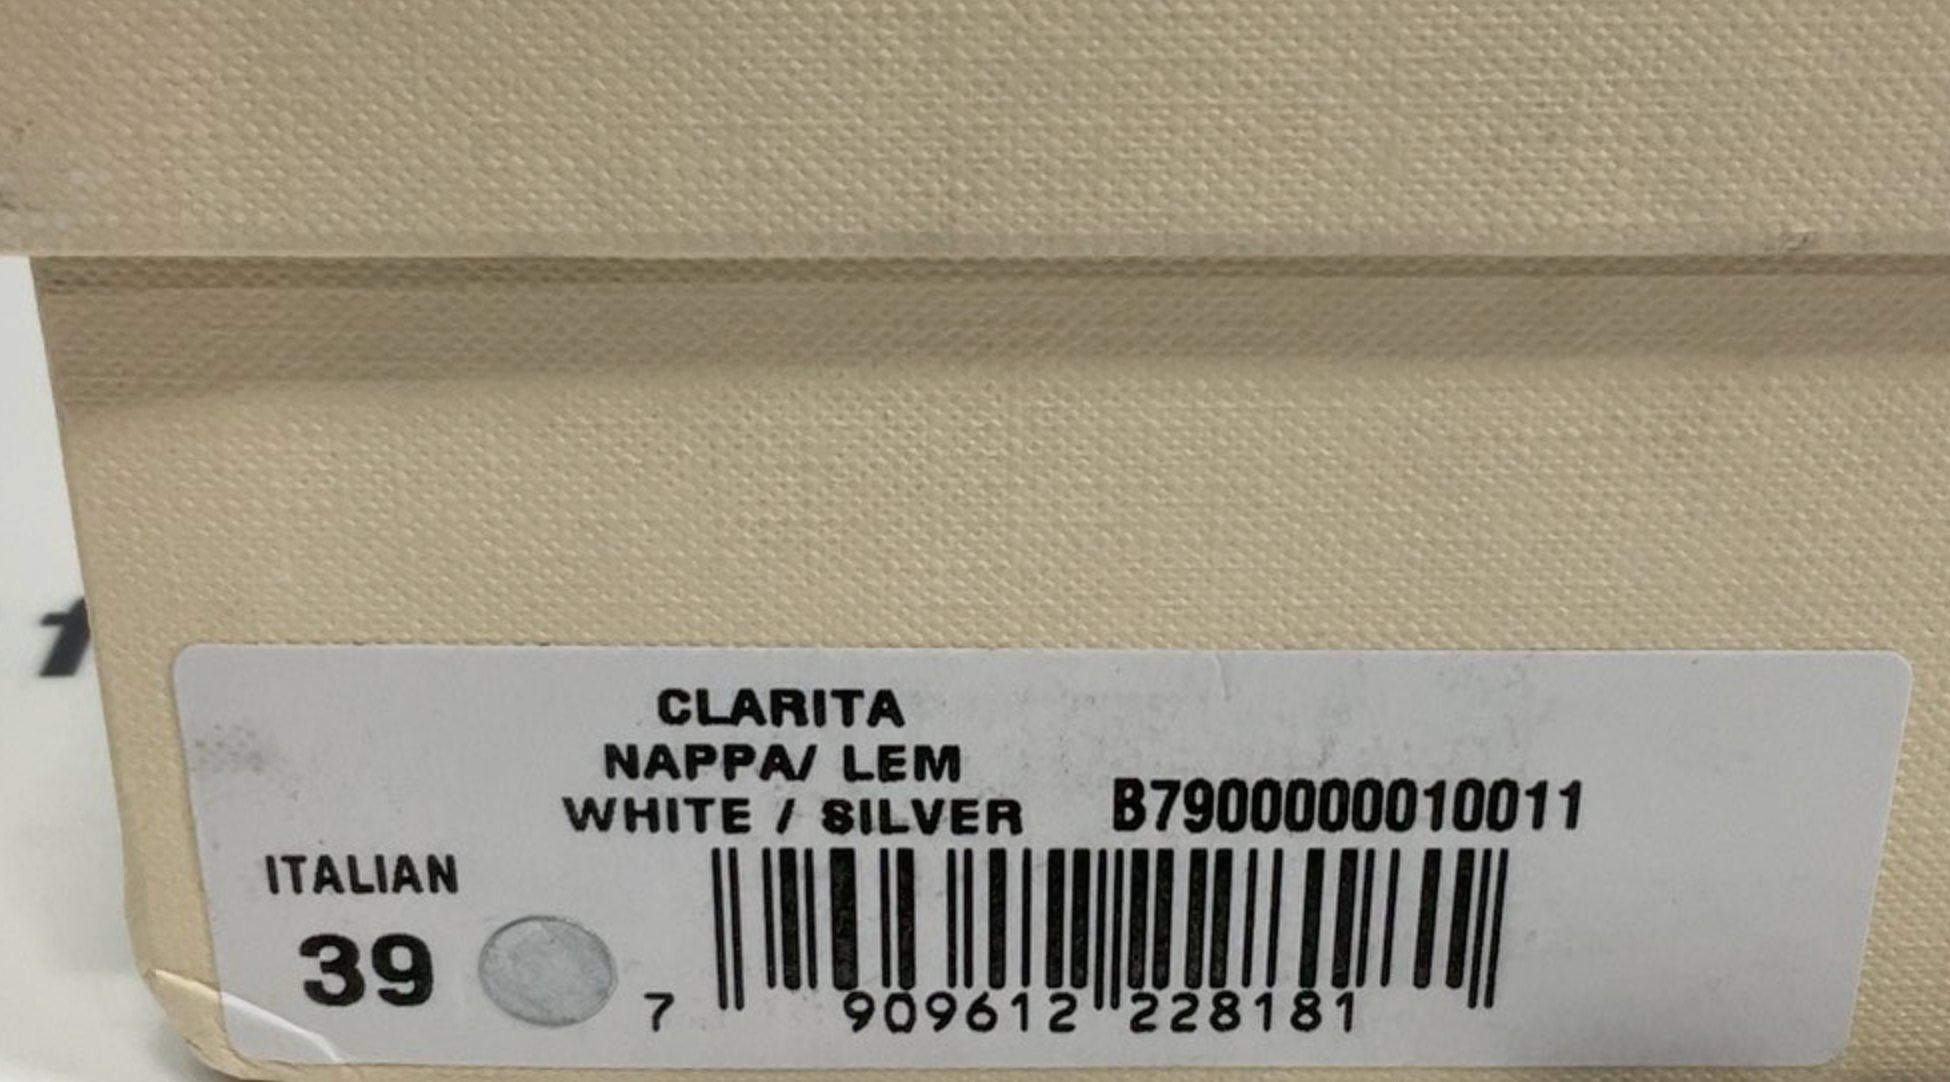 CLARITA
NAPPA/ LEM
WHITE / SILVER
B7900000010011
ITALIAN
39
7 909612 228181